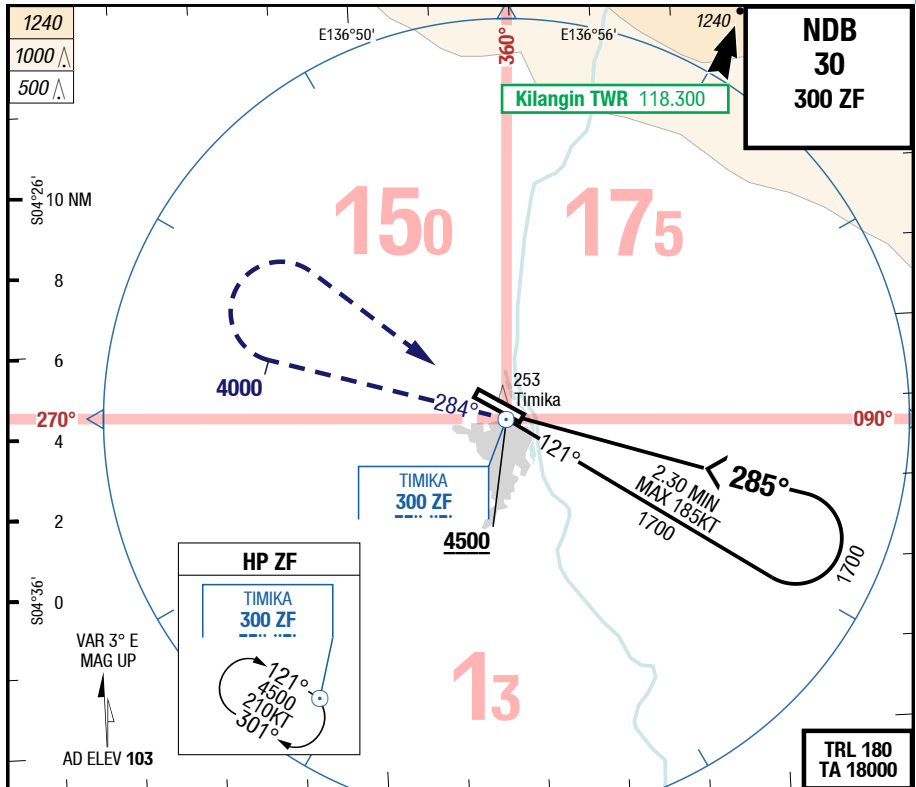 1240
1000
500
E136°50'
E136°56'
360°
1240
NDB
30
300 ZF
Kilangin TWR 118.300
S04°26'
10 NM
8
6
4
2
0
S04°36'
150
175
13
4000
284°
253
Timika
270°
090°
121°
285°
2.30 MIN
MAX 185KT
1700
1700
TIMIKA
300 ZF
4500
HP ZF
TIMIKA
300 ZF
121°
4500
210KT
301°
VAR 3° E
MAG UP
AD ELEV 103
TRL 180
TA 18000